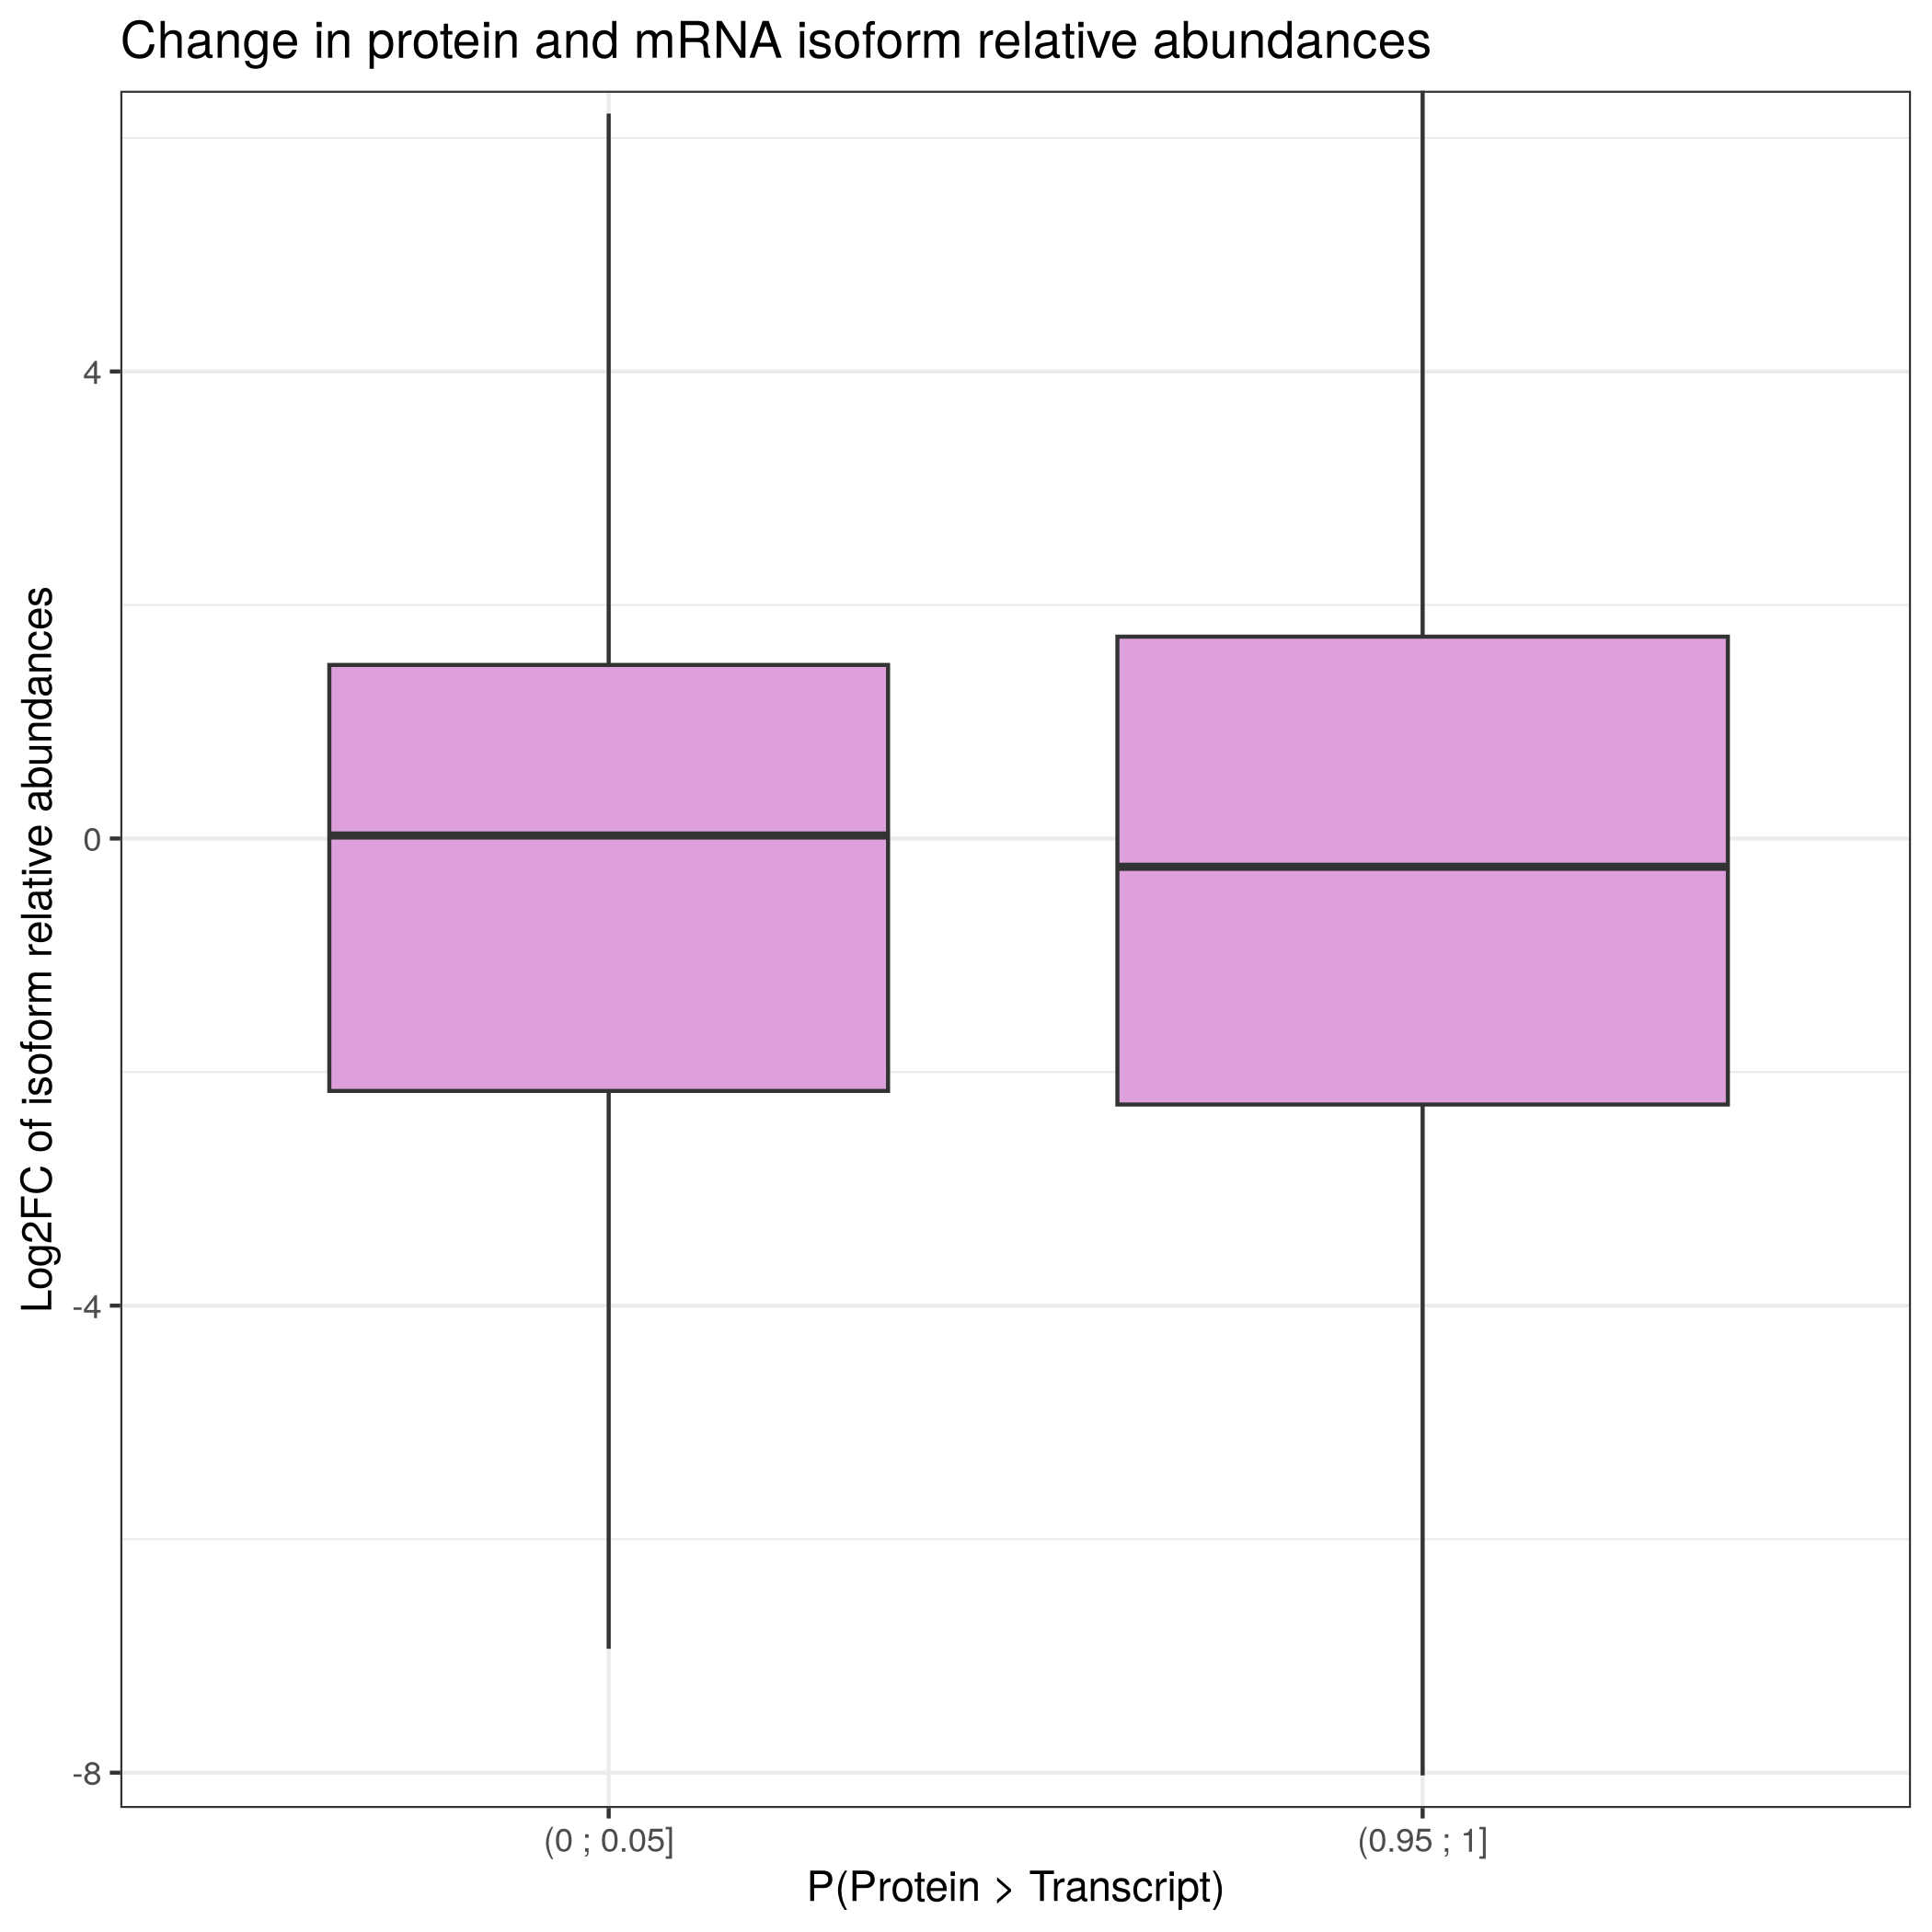 Change in protein and mRNA isoform relative abundances
Log2FC of isoform relative abundances
4
0
-4
-8
(0 ; 0.05]
(0.95 ; 1]
P(Protein > Transcript)